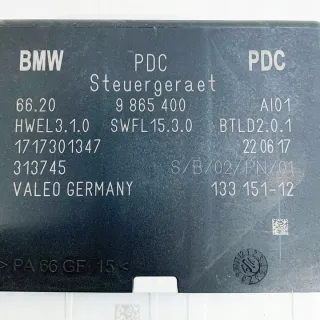 BMW PDC PDC
Steuergeraet
66.20 9 865 400 AI01
HWEL3.1.0 SWFL15.3.0 BTLD2.0.1
1717301347 22.06.17
313745 S/B/02/PN/01
VALEO GERMANY 133 151-12
>PA 66 GF 15<